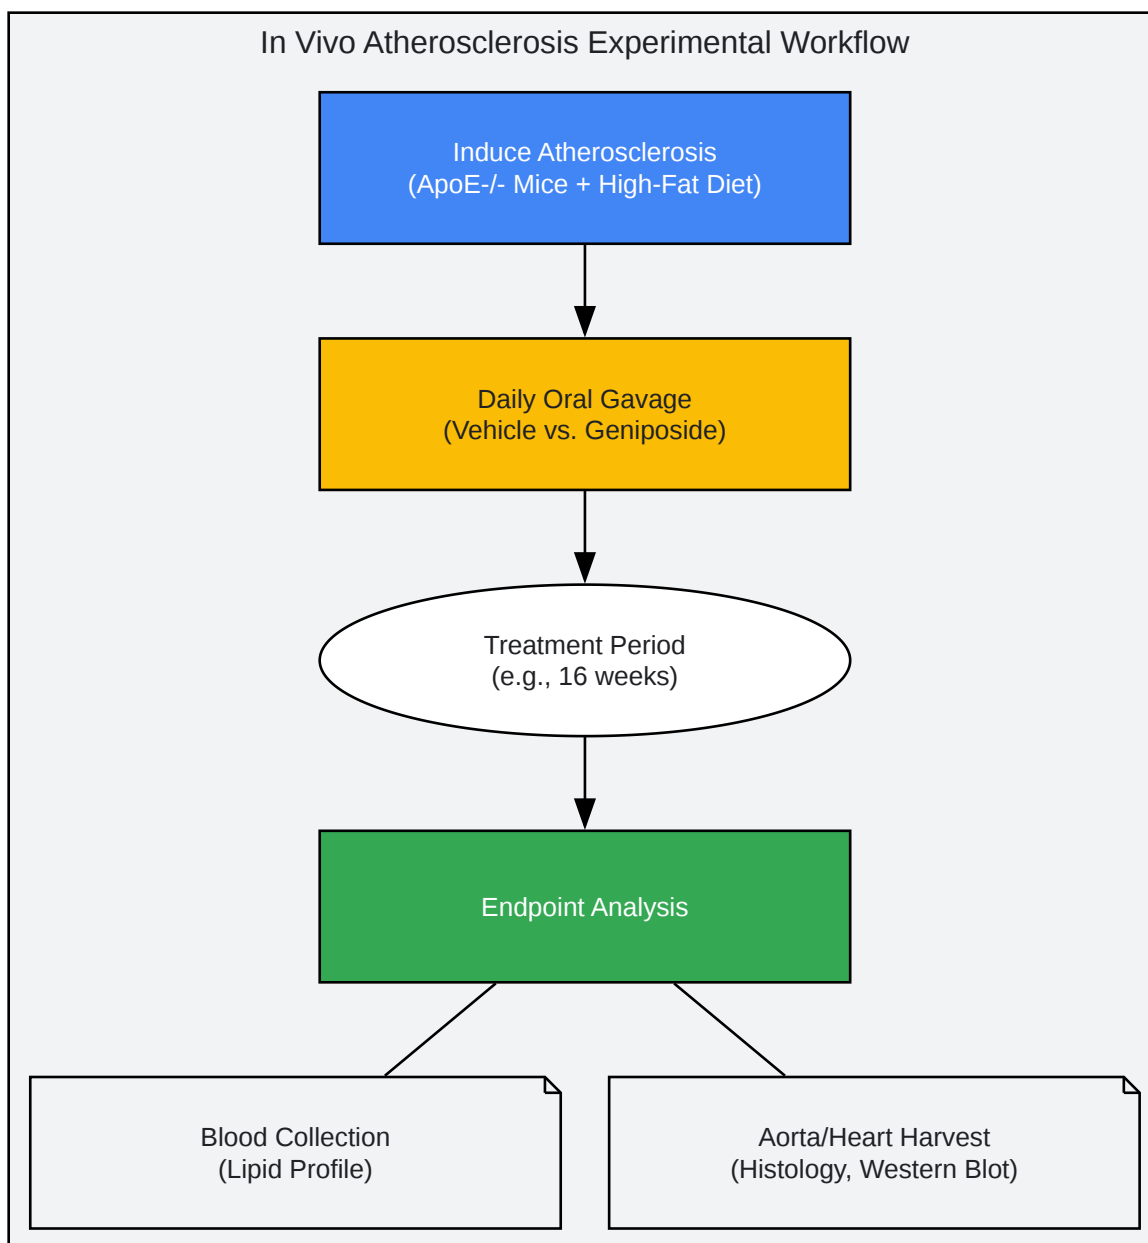 In Vivo Atherosclerosis Experimental Workflow
Induce Atherosclerosis
(ApoE-/- Mice + High-Fat Diet)
Daily Oral Gavage
(Vehicle vs. Geniposide)
Treatment Period
(e.g., 16 weeks)
Endpoint Analysis
Blood Collection
(Lipid Profile)
Aorta/Heart Harvest
(Histology, Western Blot)